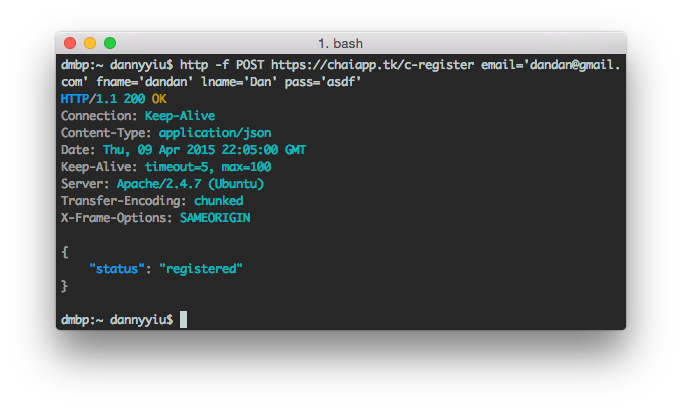 1. bash
dmbp:~ dannyyiu$ http -f POST https://chaiapp.tk/c-register email='dandan@gmail.
com' fname='dandan' lname='Dan' pass='asdf'
HTTP/1.1 200 OK
Connection: Keep-Alive
Content-Type: application/json
Date: Thu, 09 Apr 2015 22:05:00 GMT
Keep-Alive: timeout=5, max=100
Server: Apache/2.4.7 (Ubuntu)
Transfer-Encoding: chunked
X-Frame-Options: SAMEORIGIN
{
    "status": "registered"
}
dmbp:~ dannyyiu$